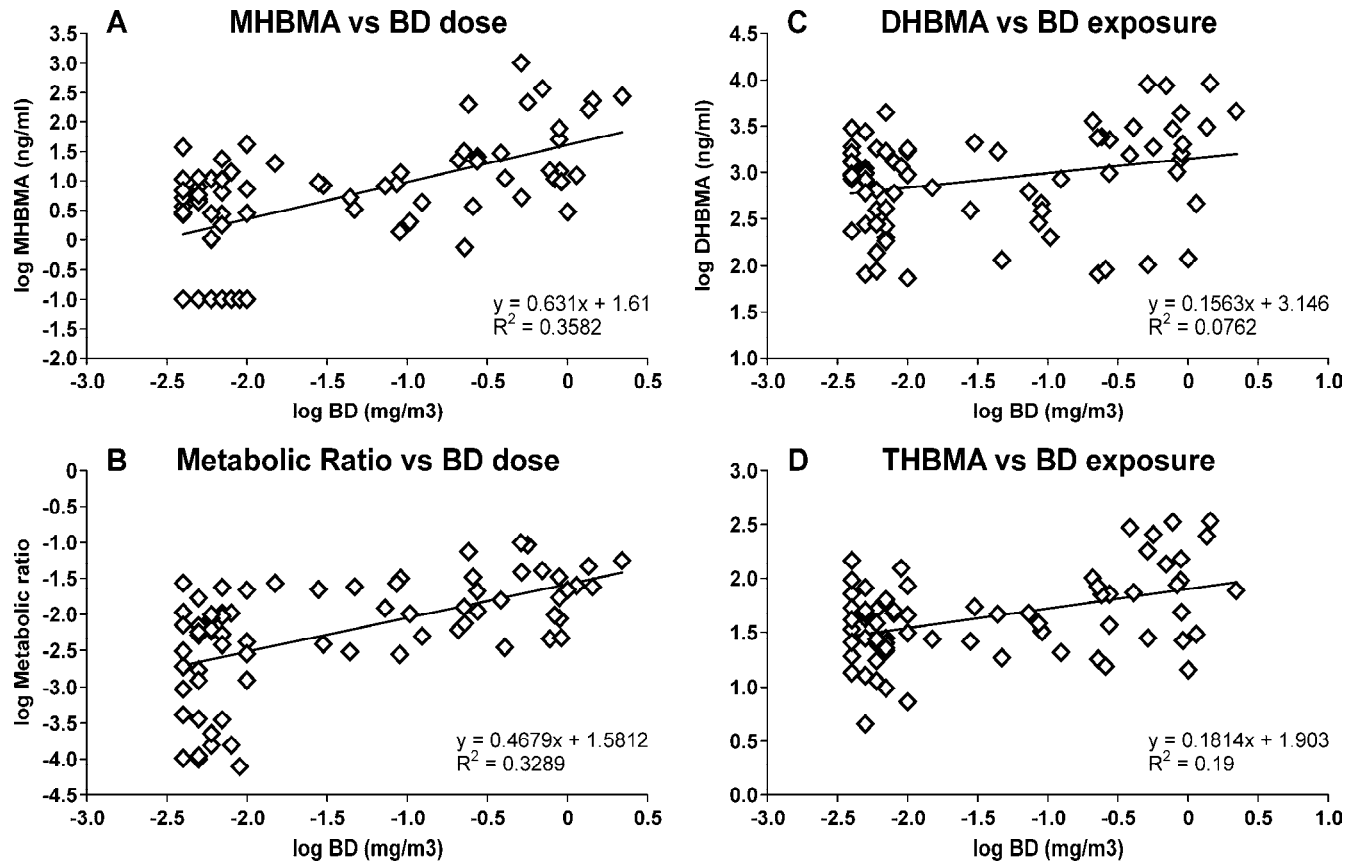 A MHBMA vs BD dose
3.5
3.0
2.5
2.0
1.5
1.0
0.5
0
-0.5
-1.0
-1.5
-2.0
log MHBMA (ng/ml)
y = 0.631x + 1.61
R² = 0.3582
-3.0 -2.5 -2.0 -1.5 -1.0 -0.5 0 0.5
log BD (mg/m3)
C DHBMA vs BD exposure
4.5
4.0
3.5
3.0
2.5
2.0
1.5
1.0
log DHBMA (ng/ml)
y = 0.1563x + 3.146
R² = 0.0762
-3.0 -2.5 -2.0 -1.5 -1.0 -0.5 0 0.5 1.0
log BD (mg/m3)
B Metabolic Ratio vs BD dose
0
-0.5
-1.0
-1.5
-2.0
-2.5
-3.0
-3.5
-4.0
-4.5
log Metabolic ratio
y = 0.4679x + 1.5812
R² = 0.3289
-3.0 -2.5 -2.0 -1.5 -1.0 -0.5 0 0.5
log BD (mg/m3)
D THBMA vs BD exposure
3.0
2.5
2.0
1.5
1.0
0.5
0.0
log THBMA (ng/ml)
y = 0.1814x + 1.903
R² = 0.19
-3.0 -2.5 -2.0 -1.5 -1.0 -0.5 0 0.5 1.0
log BD (mg/m3)